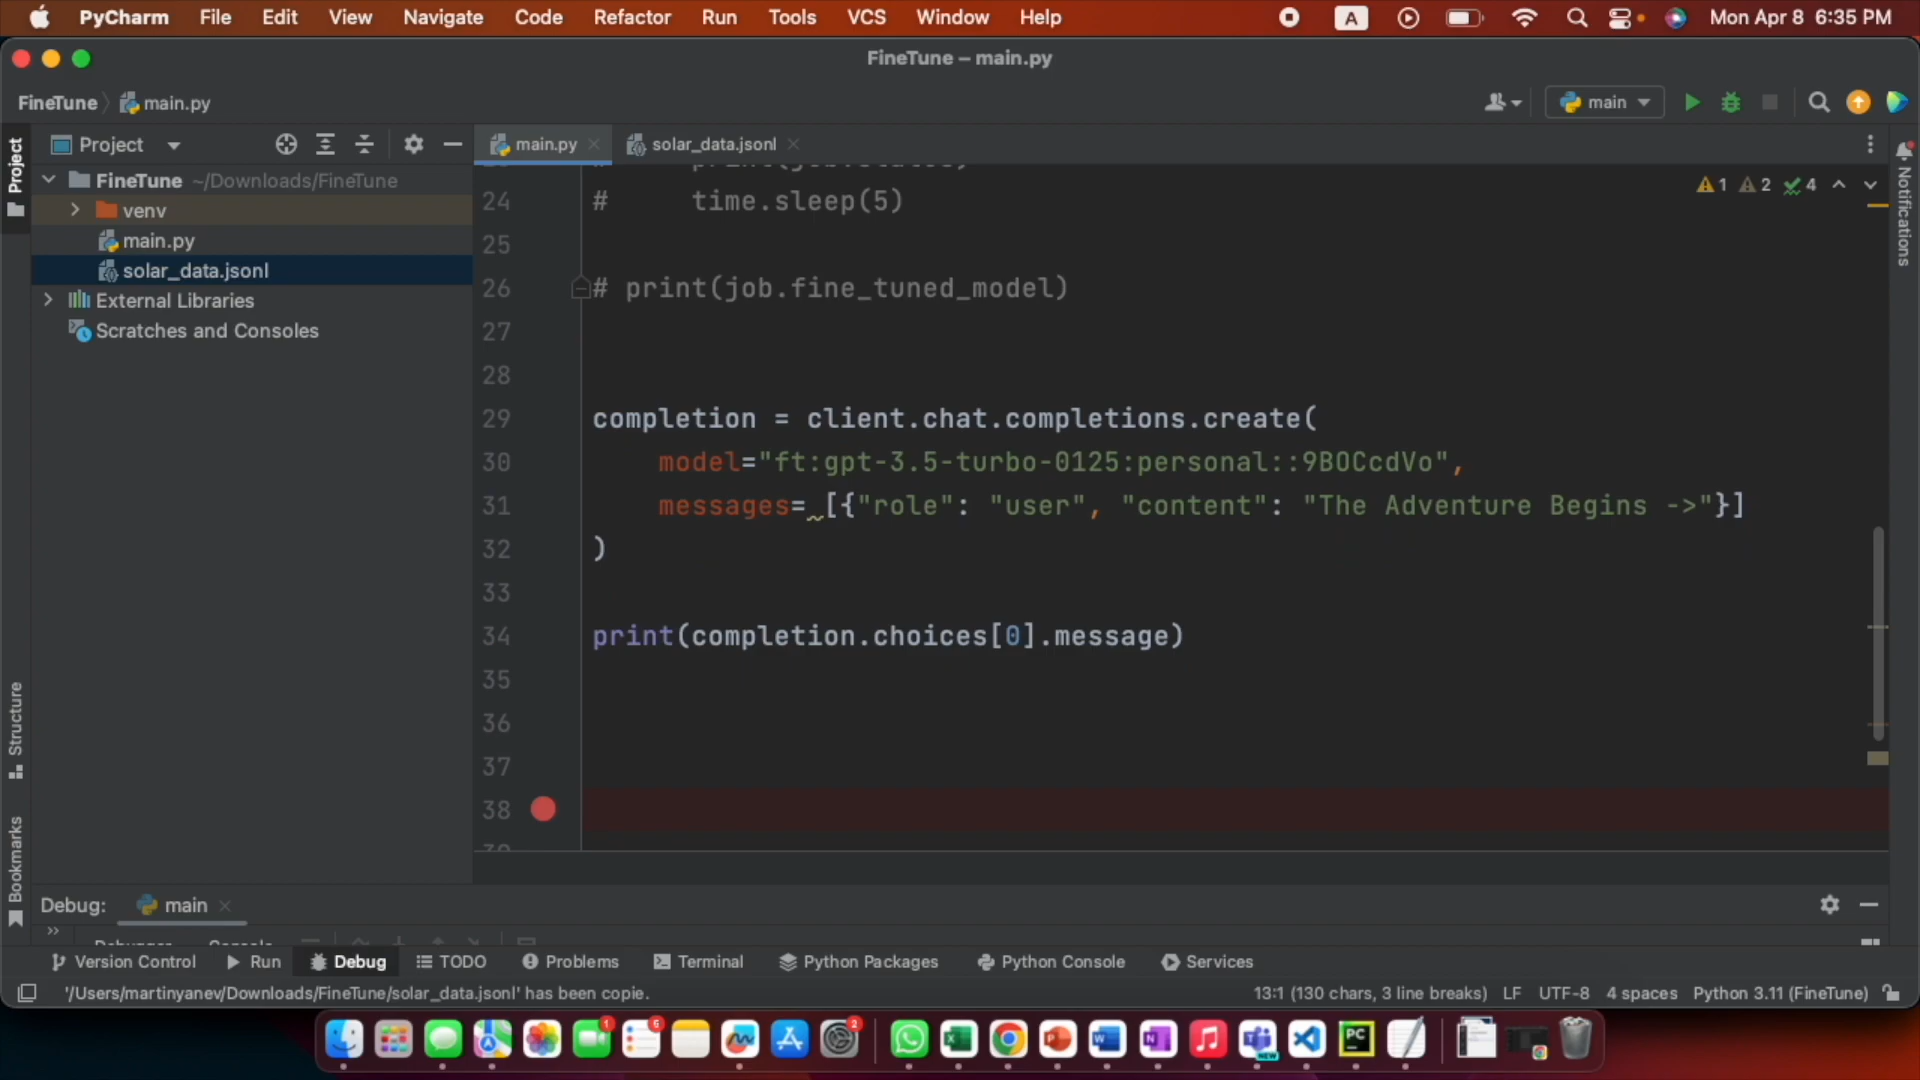 PyCharm File Edit View Navigate Code Refactor Run Tools VCS Window Help A Mon Apr 8 6:35 PM
FineTune – main.py
FineTune main.py main
Project main.py solar_data.jsonl
FineTune ~/Downloads/FineTune
venv
main.py
solar_data.jsonl
External Libraries
Scratches and Consoles
Project
Structure
Bookmarks
Notifications
1 2 4
24 # time.sleep(5)
25
26 # print(job.fine_tuned_model)
27
28
29 completion = client.chat.completions.create(
30 model="ft:gpt-3.5-turbo-0125:personal::9BOCcdVo",
31 messages= [{"role": "user", "content": "The Adventure Begins ->"}]
32 )
33
34 print(completion.choices[0].message)
35
36
37
38
Debug: main
Debugger Console
Version Control Run Debug TODO Problems Terminal Python Packages Python Console Services
'/Users/martinyanev/Downloads/FineTune/solar_data.jsonl' has been copie. 13:1 (130 chars, 3 line breaks) LF UTF-8 4 spaces Python 3.11 (FineTune)